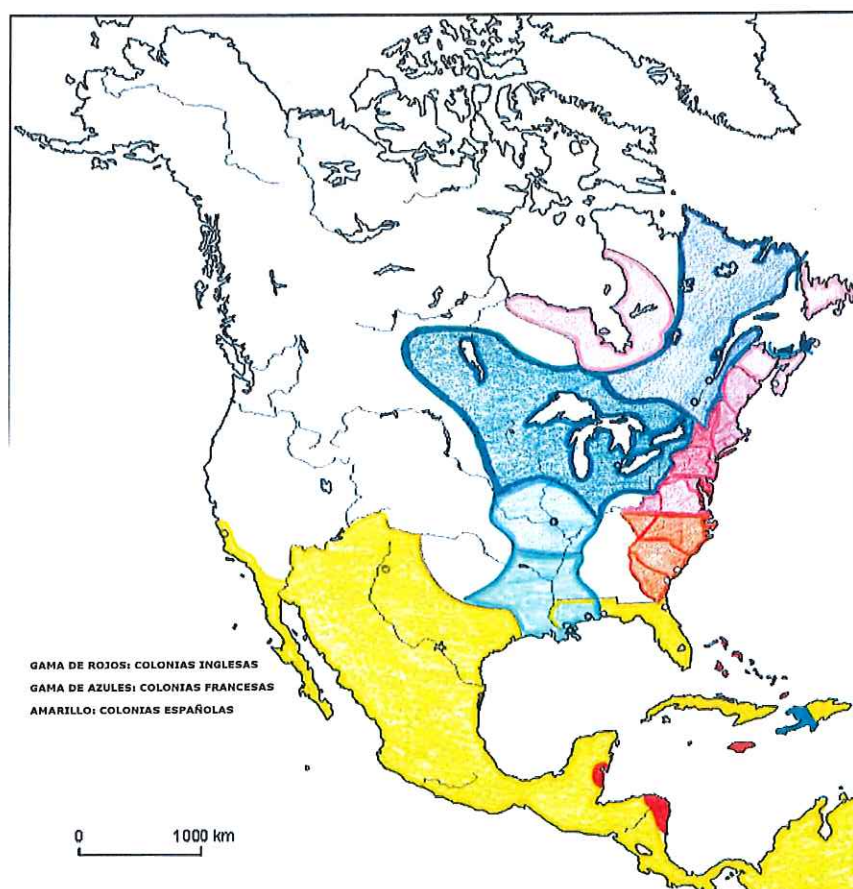 GAMA DE ROJOS: COLONIAS INGLESAS
GAMA DE AZULES: COLONIAS FRANCESAS
AMARILLO: COLONIAS ESPAÑOLAS
0 1000 km